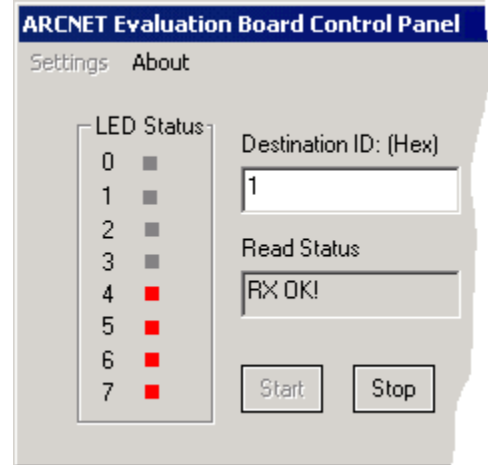 ARCNET Evaluation Board Control Panel
Settings About
LED Status
0
1
2
3
4
5
6
7
Destination ID: (Hex)
1
Read Status
RX OK!
Start Stop